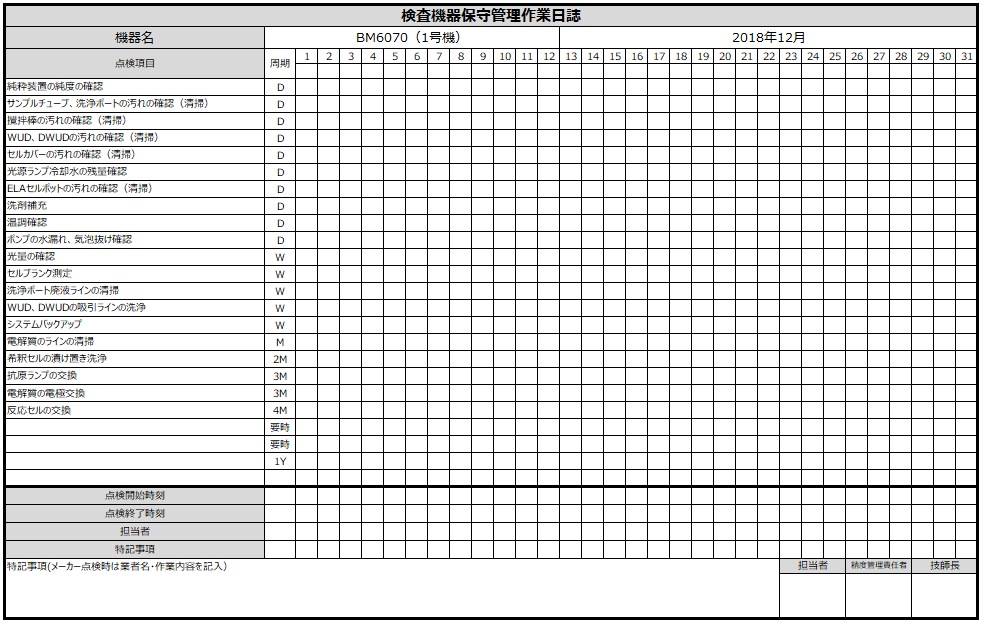 検査機器保守管理作業日誌
機器名 BM6070（1号機） 2018年12月
点検項目 周期 1 2 3 4 5 6 7 8 9 10 11 12 13 14 15 16 17 18 19 20 21 22 23 24 25 26 27 28 29 30 31
純粋装置の純度の確認 D
サンプルチューブ、洗浄ポートの汚れの確認（清掃） D
攪拌棒の汚れの確認（清掃） D
WUD、DWUDの汚れの確認（清掃） D
セルカバーの汚れの確認（清掃） D
光源ランプ冷却水の残量確認 D
ELAセルポットの汚れの確認（清掃） D
洗剤補充 D
温調確認 D
ポンプの水漏れ、気泡抜け確認 D
光量の確認 W
セルブランク測定 W
洗浄ポート廃液ラインの清掃 W
WUD、DWUDの吸引ラインの洗浄 W
システムバックアップ W
電解質のラインの清掃 M
希釈セルの漬け置き洗浄 2M
抗原ランプの交換 3M
電解質の電極交換 3M
反応セルの交換 4M
要時
要時
1Y
点検開始時刻
点検終了時刻
担当者
特記事項
特記事項(メーカー点検時は業者名・作業内容を記入） 担当者 精度管理責任者 技師長